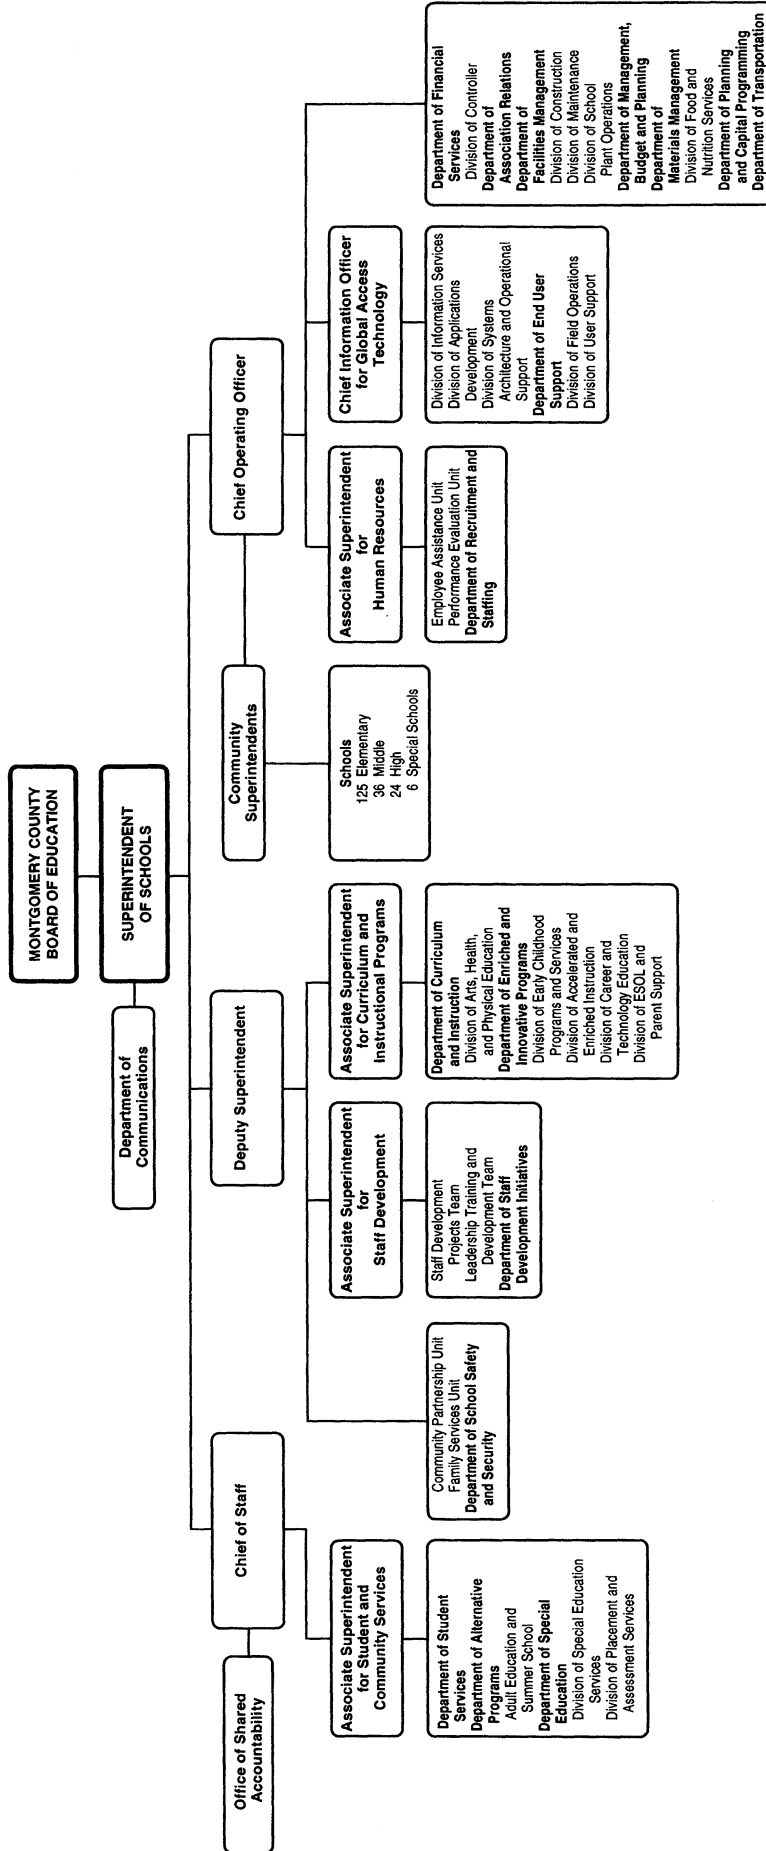 MONTGOMERY COUNTY
BOARD OF EDUCATION
SUPERINTENDENT
OF SCHOOLS
Department of
Communications
Office of Shared
Accountability
Chief of Staff
Deputy Superintendent
Community
Superintendents
Chief Operating Officer
Associate Superintendent
for Student and
Community Services
Department of Student
Services
Department of Alternative
Programs
Adult Education and
Summer School
Department of Special
Education
Division of Special Education
Services
Division of Placement and
Assessment Services
Community Partnership Unit
Family Services Unit
Department of School Safety
and Security
Associate Superintendent
for
Staff Development
Staff Development
Projects Team
Leadership Training and
Development Team
Department of Staff
Development Initiatives
Associate Superintendent
for Curriculum and
Instructional Programs
Department of Curriculum
and Instruction
Division of Arts, Health,
and Physical Education
Department of Enriched and
Innovative Programs
Division of Early Childhood
Programs and Services
Division of Accelerated and
Enriched Instruction
Division of Career and
Technology Education
Division of ESOL and
Parent Support
Schools
125 Elementary
36 Middle
24 High
6 Special Schools
Associate Superintendent
for
Human Resources
Employee Assistance Unit
Performance Evaluation Unit
Department of Recruitment and
Staffing
Chief Information Officer
for Global Access
Technology
Division of Information Services
Division of Applications
Development
Division of Systems
Architecture and Operational
Support
Department of End User
Support
Division of Field Operations
Division of User Support
Department of Financial
Services
Division of Controller
Department of
Association Relations
Department of
Facilities Management
Division of Construction
Division of Maintenance
Division of School
Plant Operations
Department of Management,
Budget and Planning
Department of
Materials Management
Division of Food and
Nutrition Services
Department of Planning
and Capital Programming
Department of Transportation